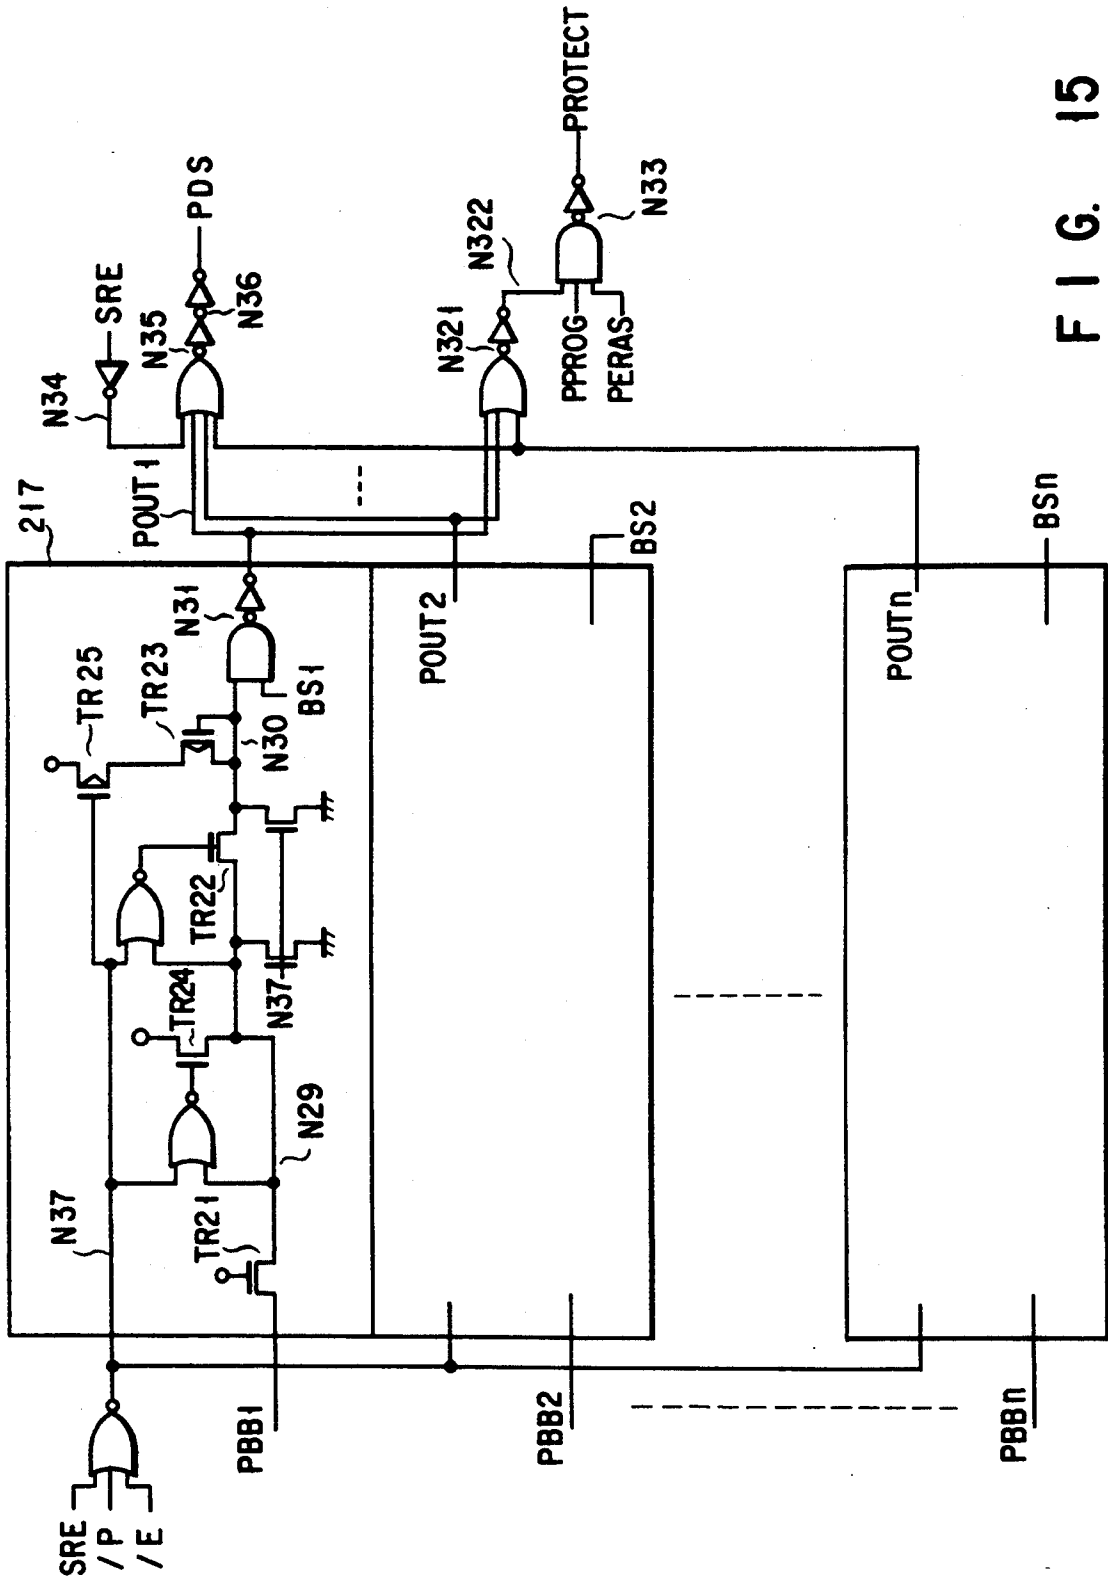 SRE
/P
/E
N37
PBB1
TR21
N29
TR24
N37
TR22
TR25
TR23
N30
BS1
N31
217
POUT1
N34
SRE
N35
N36
PDS
N321
N322
PPROG
PERAS
N33
PROTECT
PBB2
POUT2
BS2
PBBn
POUTn
BSn
FIG. 15